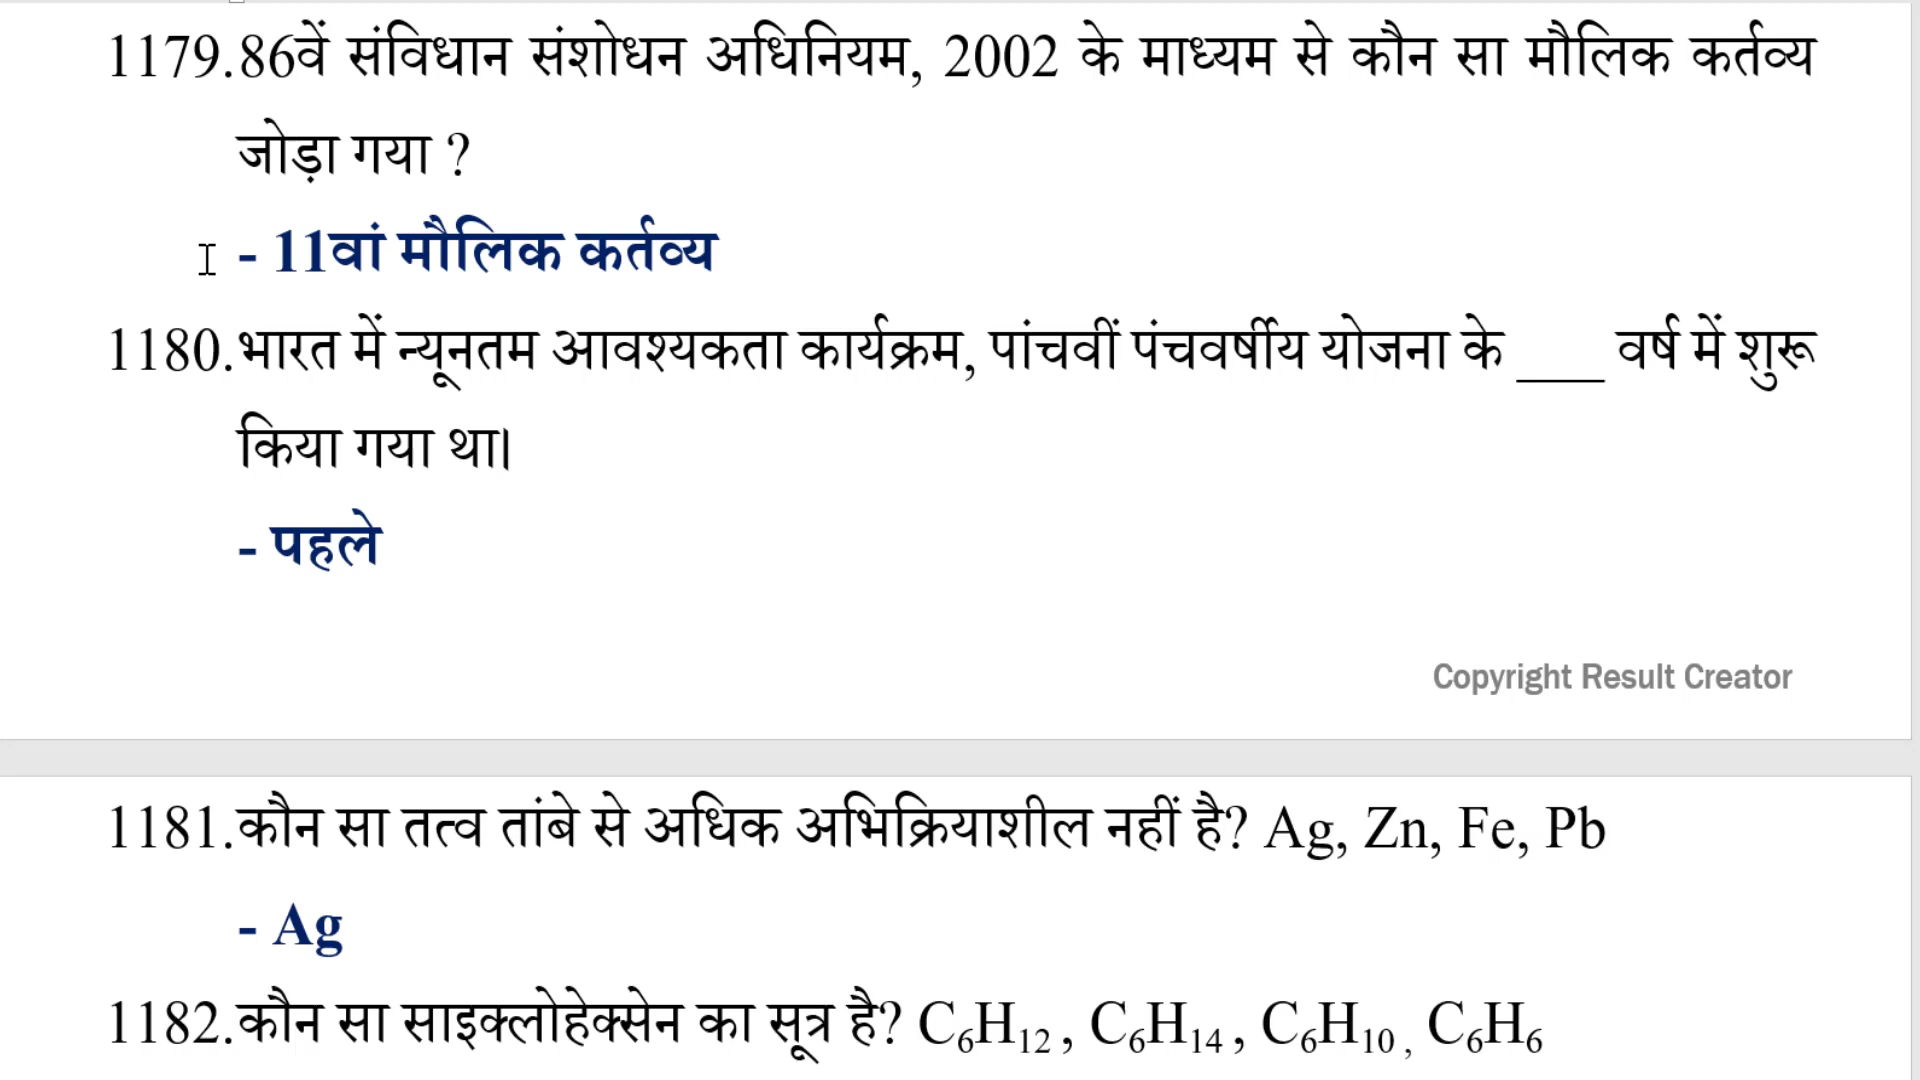 1179.86वें संविधान संशोधन अधिनियम, 2002 के माध्यम से कौन सा मौलिक कर्तव्य
जोड़ा गया ?
- 11वां मौलिक कर्तव्य
1180.भारत में न्यूनतम आवश्यकता कार्यक्रम, पांचवीं पंचवर्षीय योजना के ___ वर्ष में शुरू
किया गया था।
- पहले
Copyright Result Creator
1181.कौन सा तत्व तांबे से अधिक अभिक्रियाशील नहीं है? Ag, Zn, Fe, Pb
- Ag
1182.कौन सा साइक्लोहेक्सेन का सूत्र है? C₆H₁₂ , C₆H₁₄ , C₆H₁₀ , C₆H₆